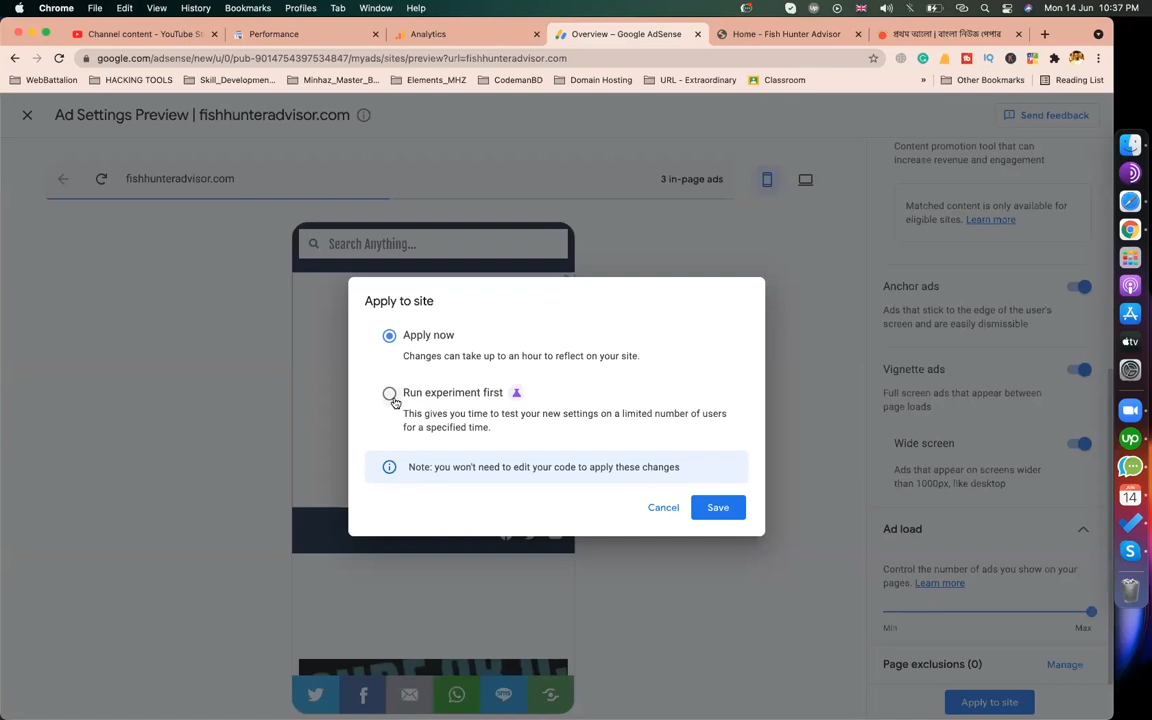 Chrome File Edit View History Bookmarks Profiles Tab Window Help Mon 14 Jun 10:37 PM
Channel content - YouTube St Performance Analytics Overview – Google AdSense Home - Fish Hunter Advisor প্রথম আলো | বাংলা নিউজ পেপার
google.com/adsense/new/u/0/pub-9014754397534847/myads/sites/preview?url=fishhunteradvisor.com
WebBattalion HACKING TOOLS Skill_Developmen... Minhaz_Master_B... Elements_MHZ CodemanBD Domain Hosting URL - Extraordinary Classroom » Other Bookmarks Reading List
Ad Settings Preview | fishhunteradvisor.com
Send feedback
fishhunteradvisor.com
3 in-page ads
Search Anything...
Apply to site
Apply now
Changes can take up to an hour to reflect on your site.
Run experiment first
This gives you time to test your new settings on a limited number of users
for a specified time.
Note: you won't need to edit your code to apply these changes
Cancel Save
Content promotion tool that can
increase revenue and engagement
Matched content is only available for
eligible sites. Learn more
Anchor ads
Ads that stick to the edge of the user's
screen and are easily dismissible
Vignette ads
Full screen ads that appear between
page loads
Wide screen
Ads that appear on screens wider
than 1000px, like desktop
Ad load
Control the number of ads you show on your
pages. Learn more
Min Max
Page exclusions (0) Manage
Apply to site
tv
up
JUN
14